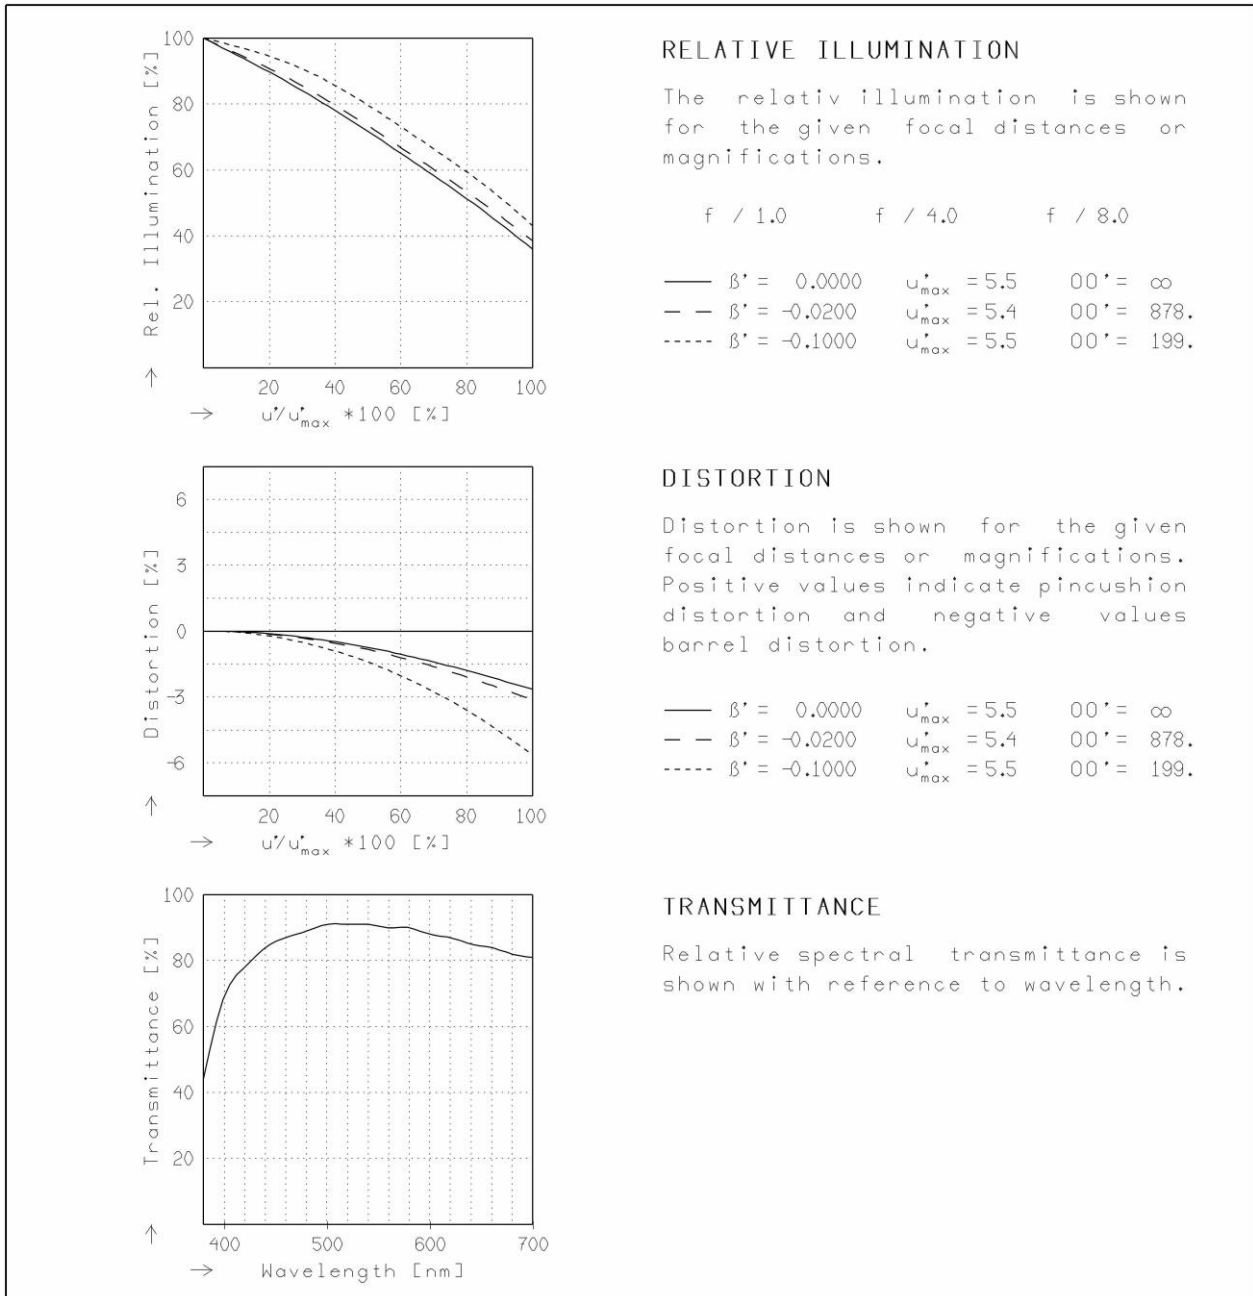 100
80
60
40
20
Rel. Illumination [%]
20 40 60 80 100
u'/u'max *100 [%]
RELATIVE ILLUMINATION
The relativ illumination is shown
for the given focal distances or
magnifications.
f / 1.0 f / 4.0 f / 8.0
ß' = 0.0000 u'max = 5.5 OO' = ∞
ß' = -0.0200 u'max = 5.4 OO' = 878.
ß' = -0.1000 u'max = 5.5 OO' = 199.
6
3
0
-3
-6
Distortion [%]
20 40 60 80 100
u'/u'max *100 [%]
DISTORTION
Distortion is shown for the given
focal distances or magnifications.
Positive values indicate pincushion
distortion and negative values
barrel distortion.
ß' = 0.0000 u'max = 5.5 OO' = ∞
ß' = -0.0200 u'max = 5.4 OO' = 878.
ß' = -0.1000 u'max = 5.5 OO' = 199.
100
80
60
40
20
Transmittance [%]
400 500 600 700
Wavelength [nm]
TRANSMITTANCE
Relative spectral transmittance is
shown with reference to wavelength.